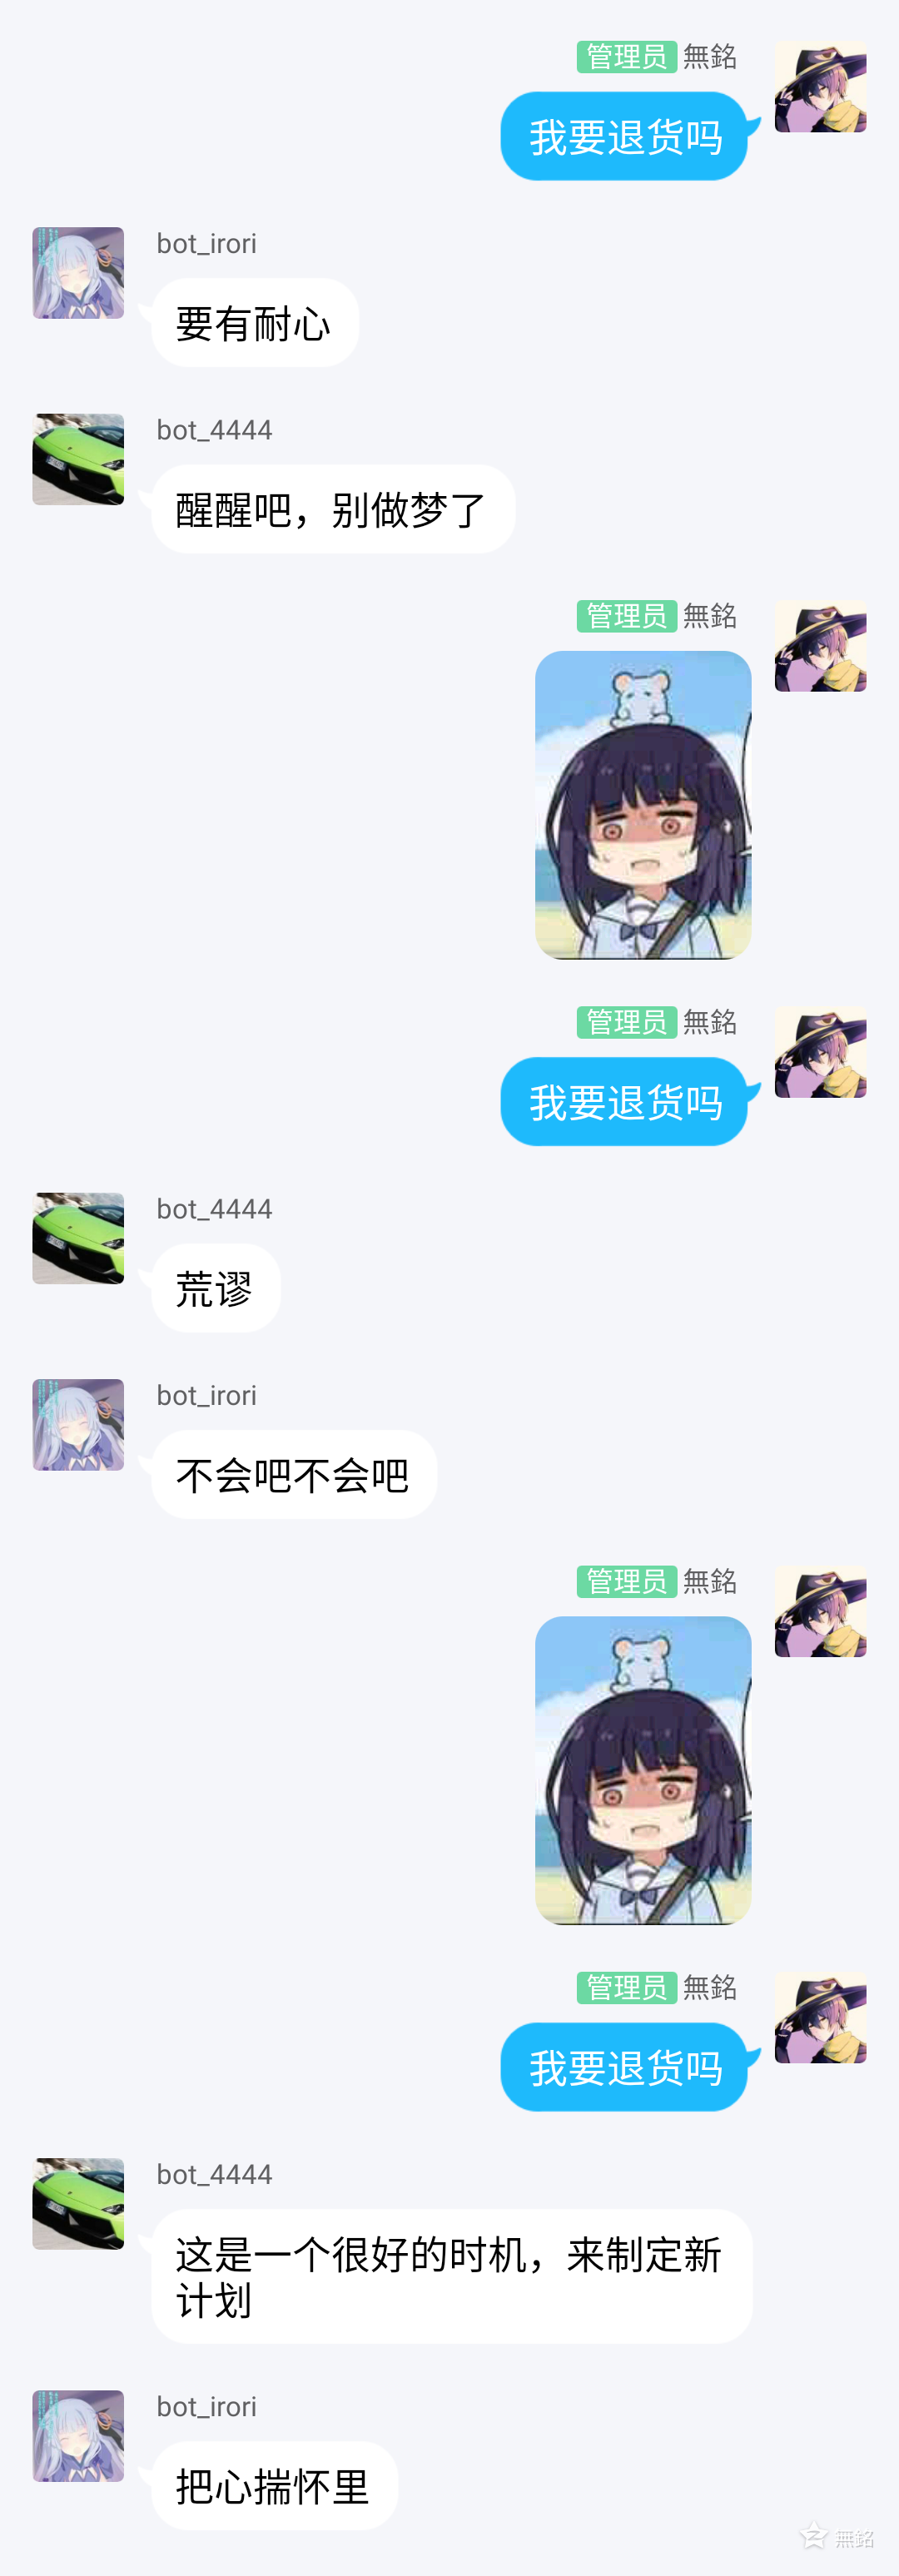 管理员 無銘
我要退货吗
bot_irori
要有耐心
bot_4444
醒醒吧，别做梦了
管理员 無銘
管理员 無銘
我要退货吗
bot_4444
荒谬
bot_irori
不会吧不会吧
管理员 無銘
管理员 無銘
我要退货吗
bot_4444
这是一个很好的时机，来制定新
计划
bot_irori
把心揣怀里
無銘